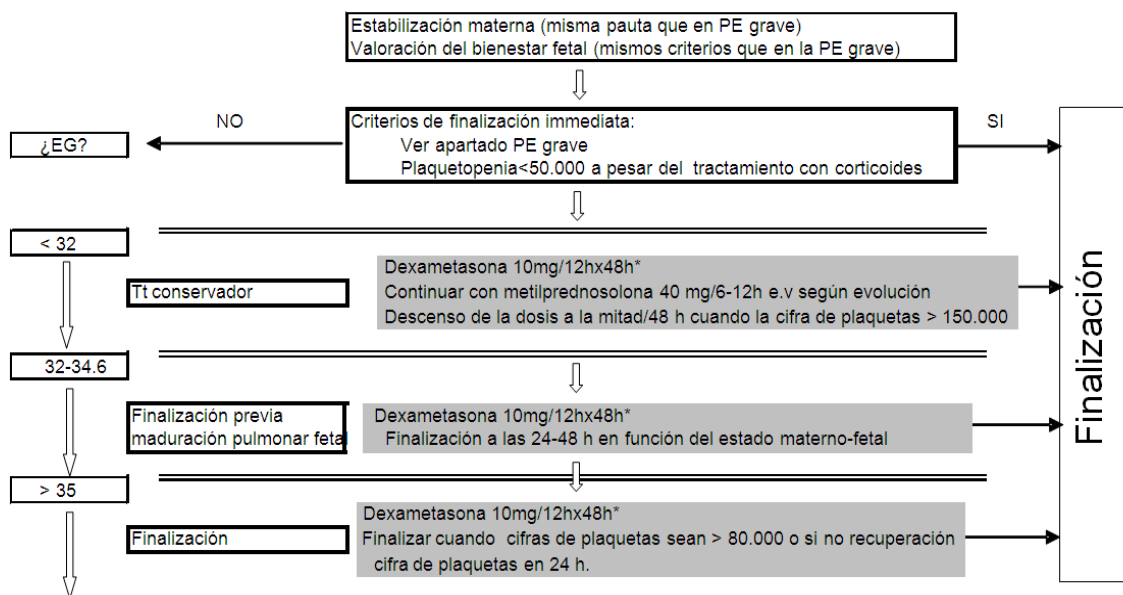 Estabilización materna (misma pauta que en PE grave)
Valoración del bienestar fetal (mismos criterios que en la PE grave)
NO
SI
¿EG?
Criterios de finalización immediata:
Ver apartado PE grave
Plaquetopenia<50.000 a pesar del tractamiento con corticoides
< 32
Tt conservador
Dexametasona 10mg/12hx48h*
Continuar con metilprednosolona 40 mg/6-12h e.v según evolución
Descenso de la dosis a la mitad/48 h cuando la cifra de plaquetas > 150.000
32-34.6
Finalización previa
maduración pulmonar fetal
Dexametasona 10mg/12hx48h*
Finalización a las 24-48 h en función del estado materno-fetal
> 35
Finalización
Dexametasona 10mg/12hx48h*
Finalizar cuando cifras de plaquetas sean > 80.000 o si no recuperación
cifra de plaquetas en 24 h.
Finalización